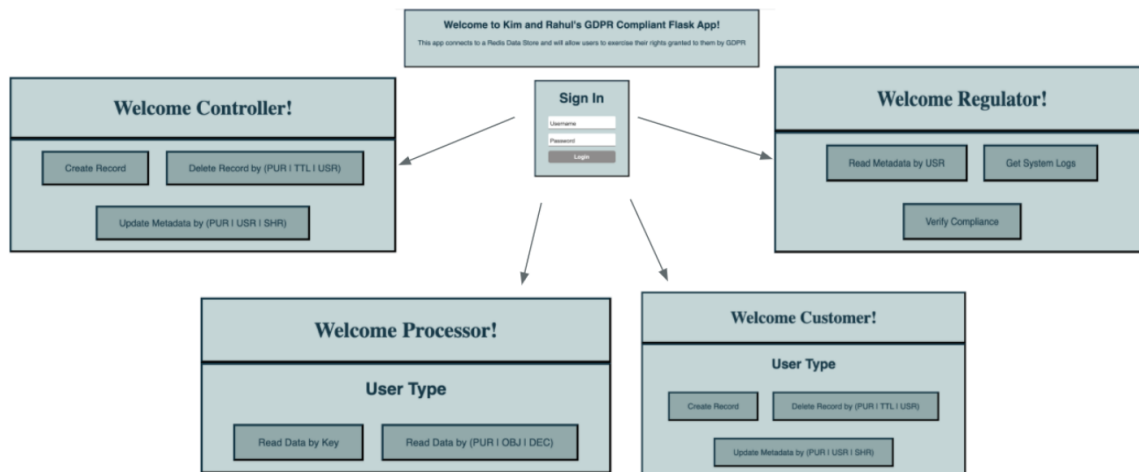 Welcome to Kim and Rahul's GDPR Compliant Flask App!
This app connects to a Redis Data Store and will allow users to exercise their rights granted to them by GDPR
Sign In
Username
Password
Login
Welcome Controller!
Create Record
Delete Record by (PUR | TTL | USR)
Update Metadata by (PUR | USR | SHR)
Welcome Regulator!
Read Metadata by USR
Get System Logs
Verify Compliance
Welcome Processor!
User Type
Read Data by Key
Read Data by (PUR | OBJ | DEC)
Welcome Customer!
User Type
Create Record
Delete Record by (PUR | TTL | USR)
Update Metadata by (PUR | USR | SHR)